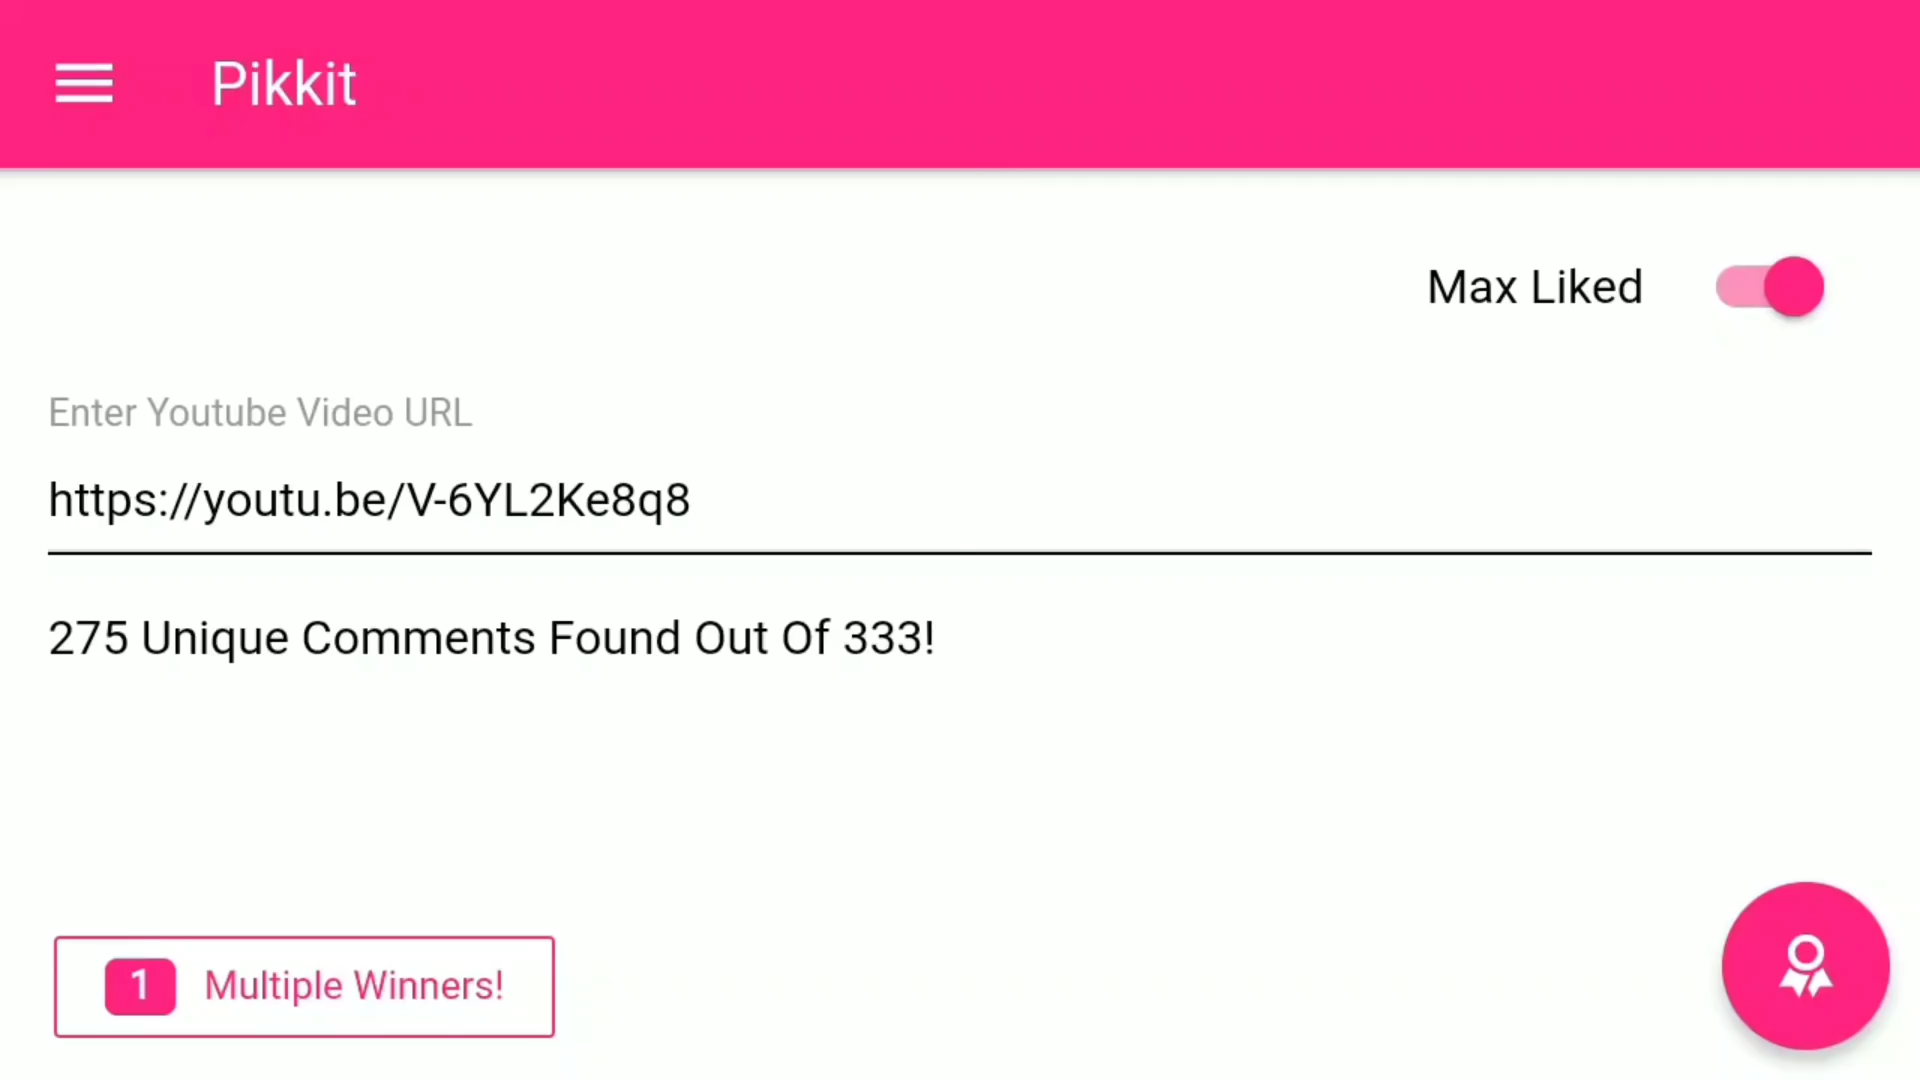 Pikkit
Max Liked
Enter Youtube Video URL
https://youtu.be/V-6YL2Ke8q8
275 Unique Comments Found Out Of 333!
1 Multiple Winners!